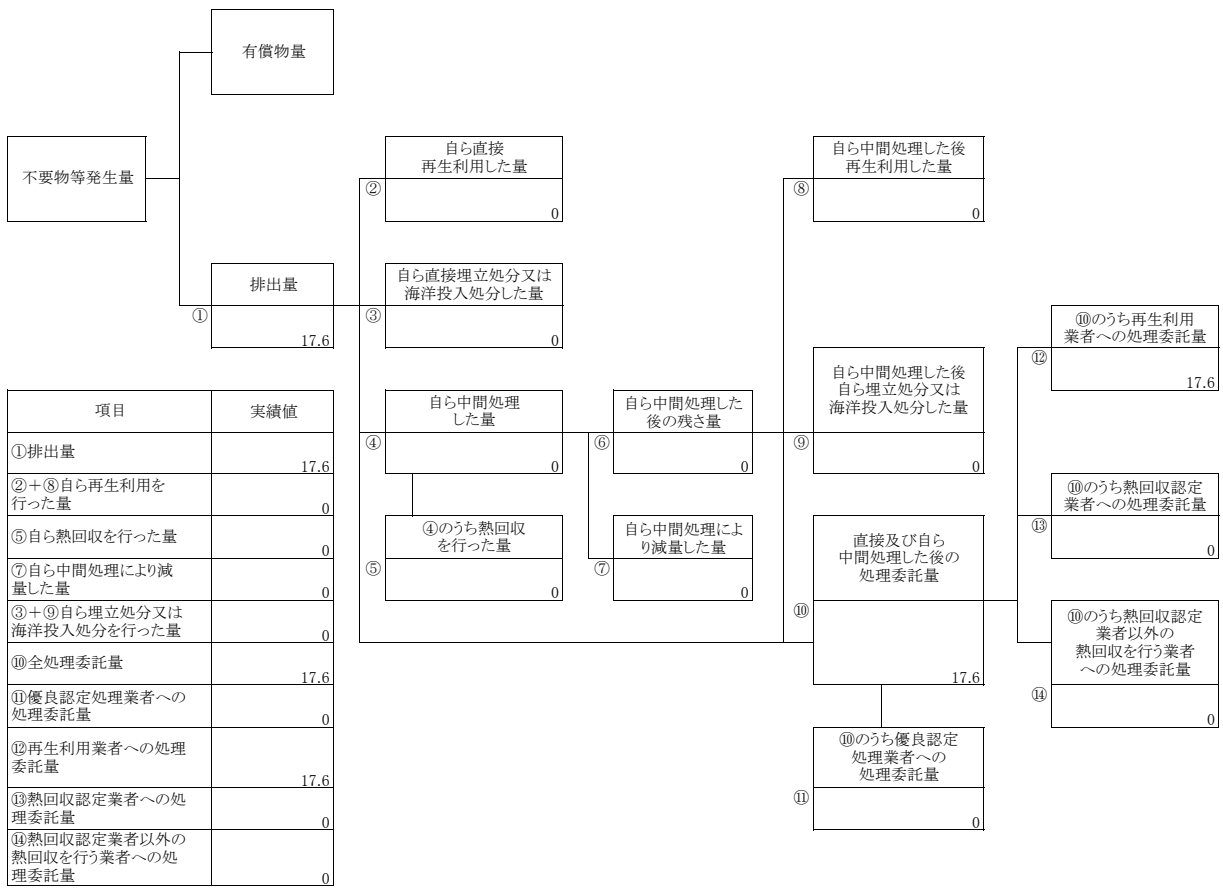 有償物量
不要物等発生量
排出量
①
17.6
自ら直接
再生利用した量
②
0
自ら直接埋立処分又は
海洋投入処分した量
③
0
自ら中間処理
した量
④
0
④のうち熱回収
を行った量
⑤
0
自ら中間処理した
後の残さ量
⑥
0
自ら中間処理によ
り減量した量
⑦
0
自ら中間処理した後
再生利用した量
⑧
0
自ら中間処理した後
自ら埋立処分又は
海洋投入処分した量
⑨
0
直接及び自ら
中間処理した後の
処理委託量
⑩
17.6
⑩のうち優良認定
処理業者への
処理委託量
⑪
0
⑩のうち再生利用
業者への処理委託量
⑫
17.6
⑩のうち熱回収認定
業者への処理委託量
⑬
0
⑩のうち熱回収認定
業者以外の
熱回収を行う業者
への処理委託量
⑭
0
項目 実績値
①排出量
17.6
②+⑧自ら再生利用を
行った量
0
⑤自ら熱回収を行った量
0
⑦自ら中間処理により減
量した量
0
③+⑨自ら埋立処分又は
海洋投入処分を行った量
0
⑩全処理委託量
17.6
⑪優良認定処理業者への
処理委託量
0
⑫再生利用業者への処理
委託量
17.6
⑬熱回収認定業者への処
理委託量
0
⑭熱回収認定業者以外の
熱回収を行う業者への処
理委託量
0